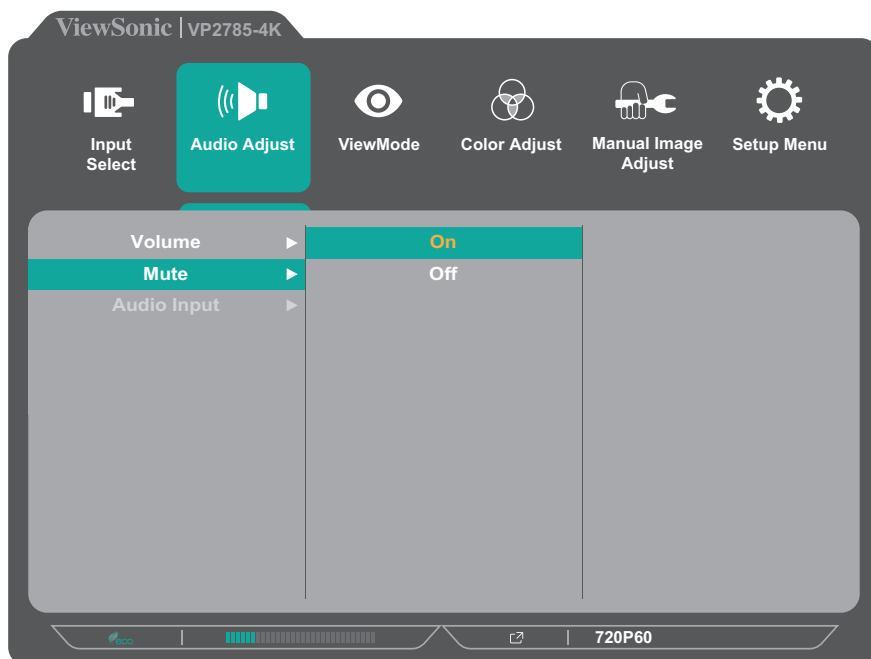 ViewSonic | VP2785-4K
Input
Select
Audio Adjust
ViewMode
Color Adjust
Manual Image
Adjust
Setup Menu
Volume
On
Mute
Off
Audio Input
eco
720P60